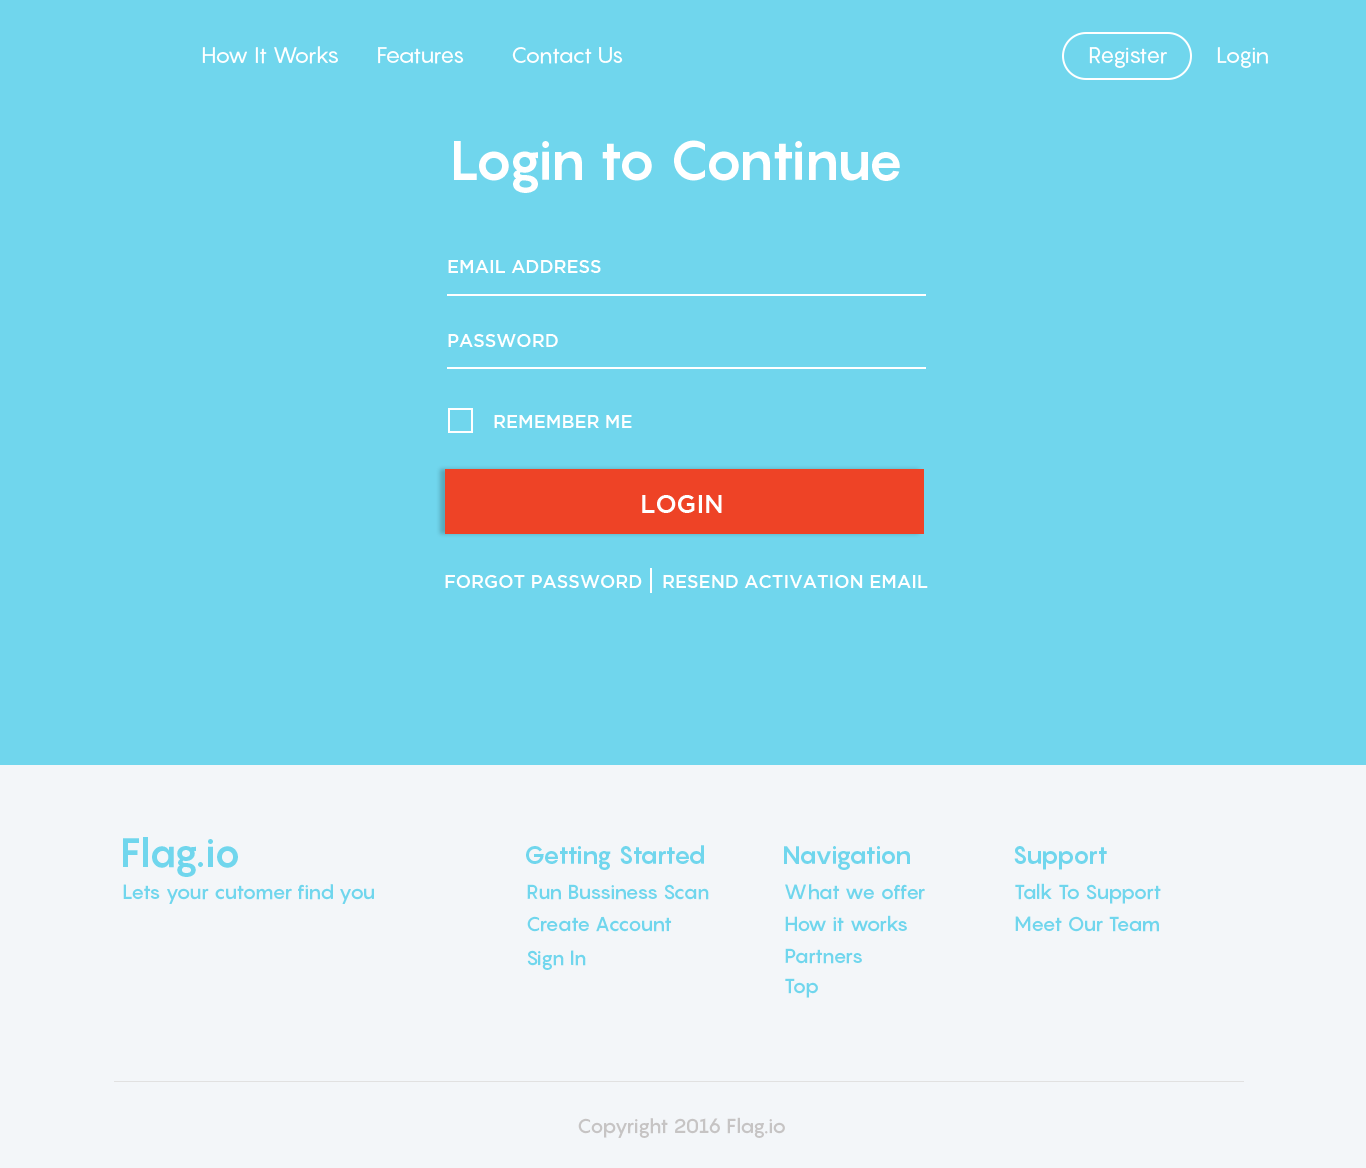 How It Works Features Contact Us Register Login
Login to Continue
EMAIL ADDRESS
PASSWORD
REMEMBER ME
LOGIN
FORGOT PASSWORD | RESEND ACTIVATION EMAIL
Flag.io
Lets your cutomer find you
Getting Started
Run Bussiness Scan
Create Account
Sign In
Navigation
What we offer
How it works
Partners
Top
Support
Talk To Support
Meet Our Team
Copyright 2016 Flag.io